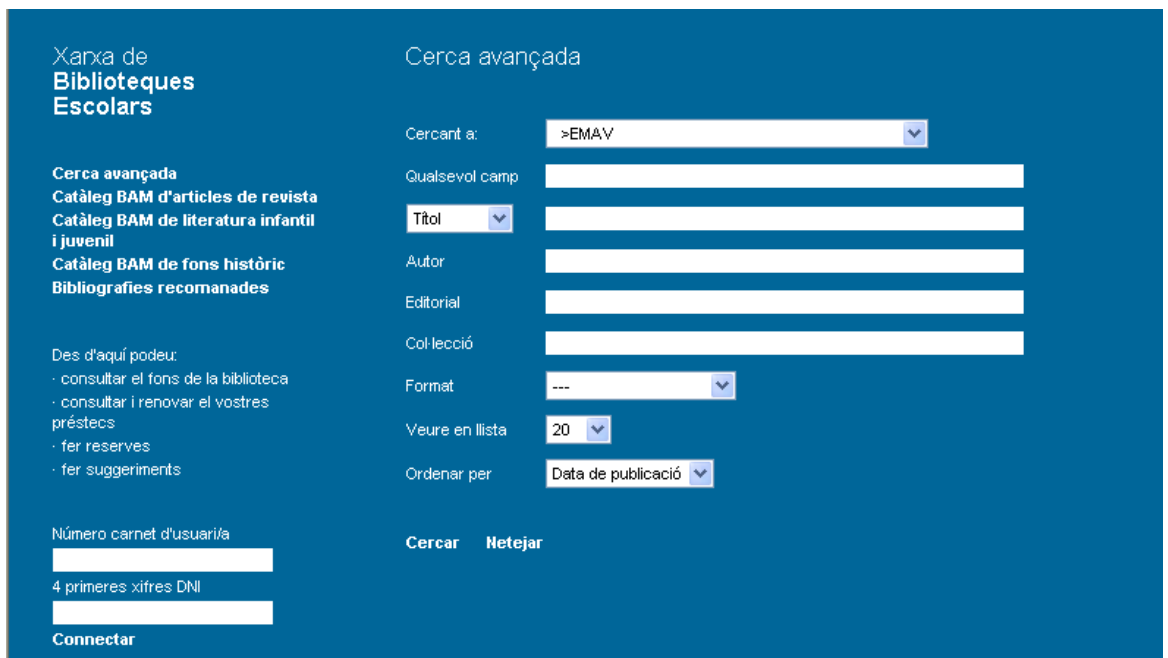 Xarxa de
Biblioteques
Escolars
Cerca avançada
Catàleg BAM d'articles de revista
Catàleg BAM de literatura infantil
i juvenil
Catàleg BAM de fons històric
Bibliografies recomanades
Des d'aquí podeu:
· consultar el fons de la biblioteca
· consultar i renovar el vostres
préstecs
· fer reserves
· fer suggeriments
Número carnet d'usuari/a
4 primeres xifres DNI
Connectar
Cerca avançada
Cercant a: >EMAV
Qualsevol camp
Títol
Autor
Editorial
Col·lecció
Format ---
Veure en llista 20
Ordenar per Data de publicació
Cercar Netejar